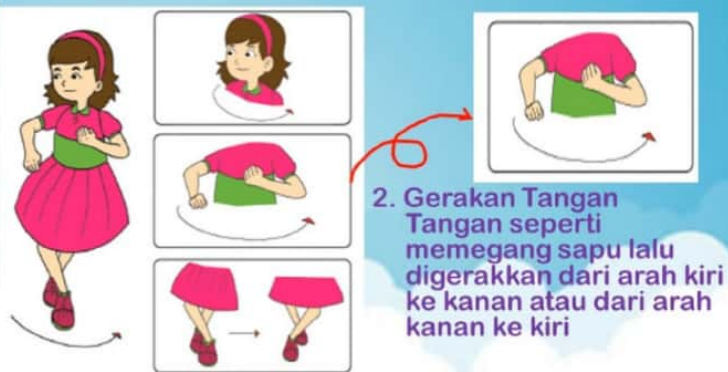 2. Gerakan Tangan
Tangan seperti
memegang sapu lalu
digerakkan dari arah kiri
ke kanan atau dari arah
kanan ke kiri